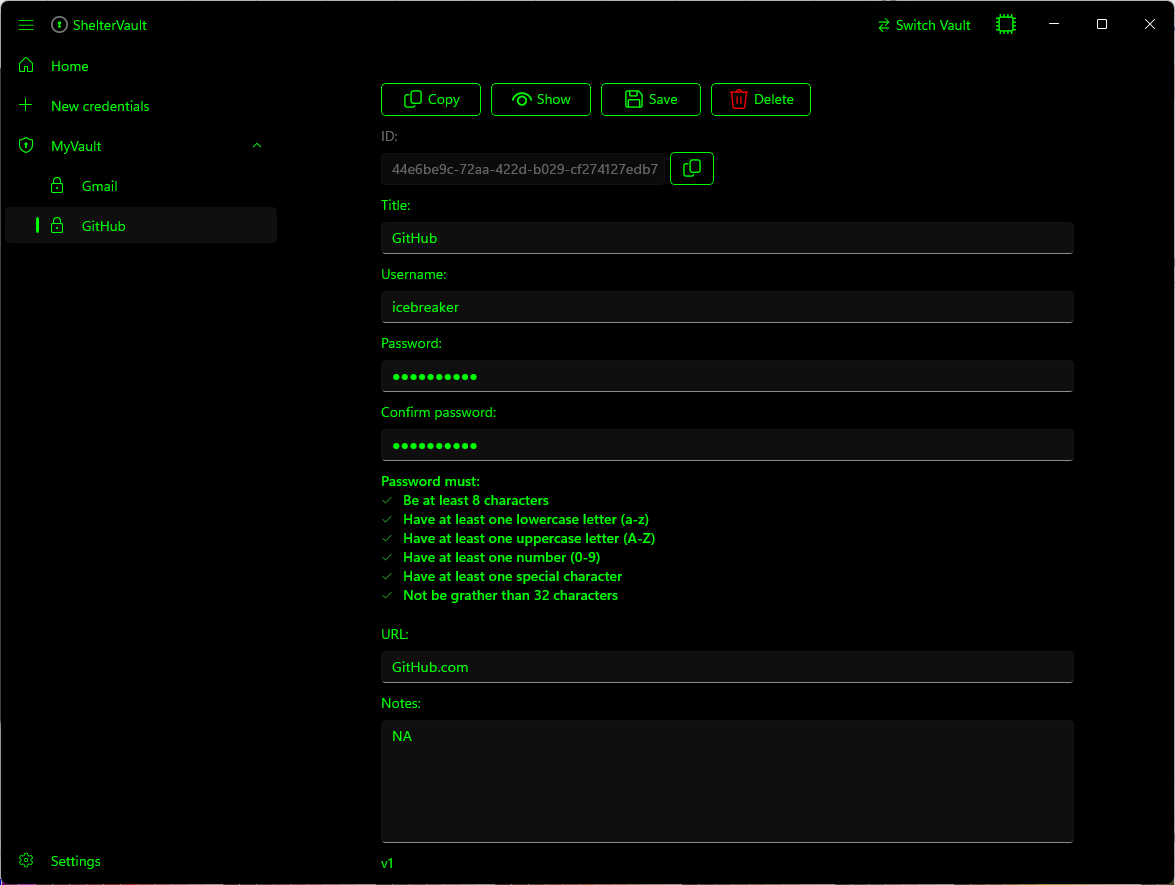 ShelterVault
Switch Vault
Home
New credentials
MyVault
Gmail
GitHub
Settings
Copy
Show
Save
Delete
ID:
44e6be9c-72aa-422d-b029-cf274127edb7
Title:
GitHub
Username:
icebreaker
Password:
●●●●●●●●●●
Confirm password:
●●●●●●●●●●
Password must:
Be at least 8 characters
Have at least one lowercase letter (a-z)
Have at least one uppercase letter (A-Z)
Have at least one number (0-9)
Have at least one special character
Not be grather than 32 characters
URL:
GitHub.com
Notes:
NA
v1